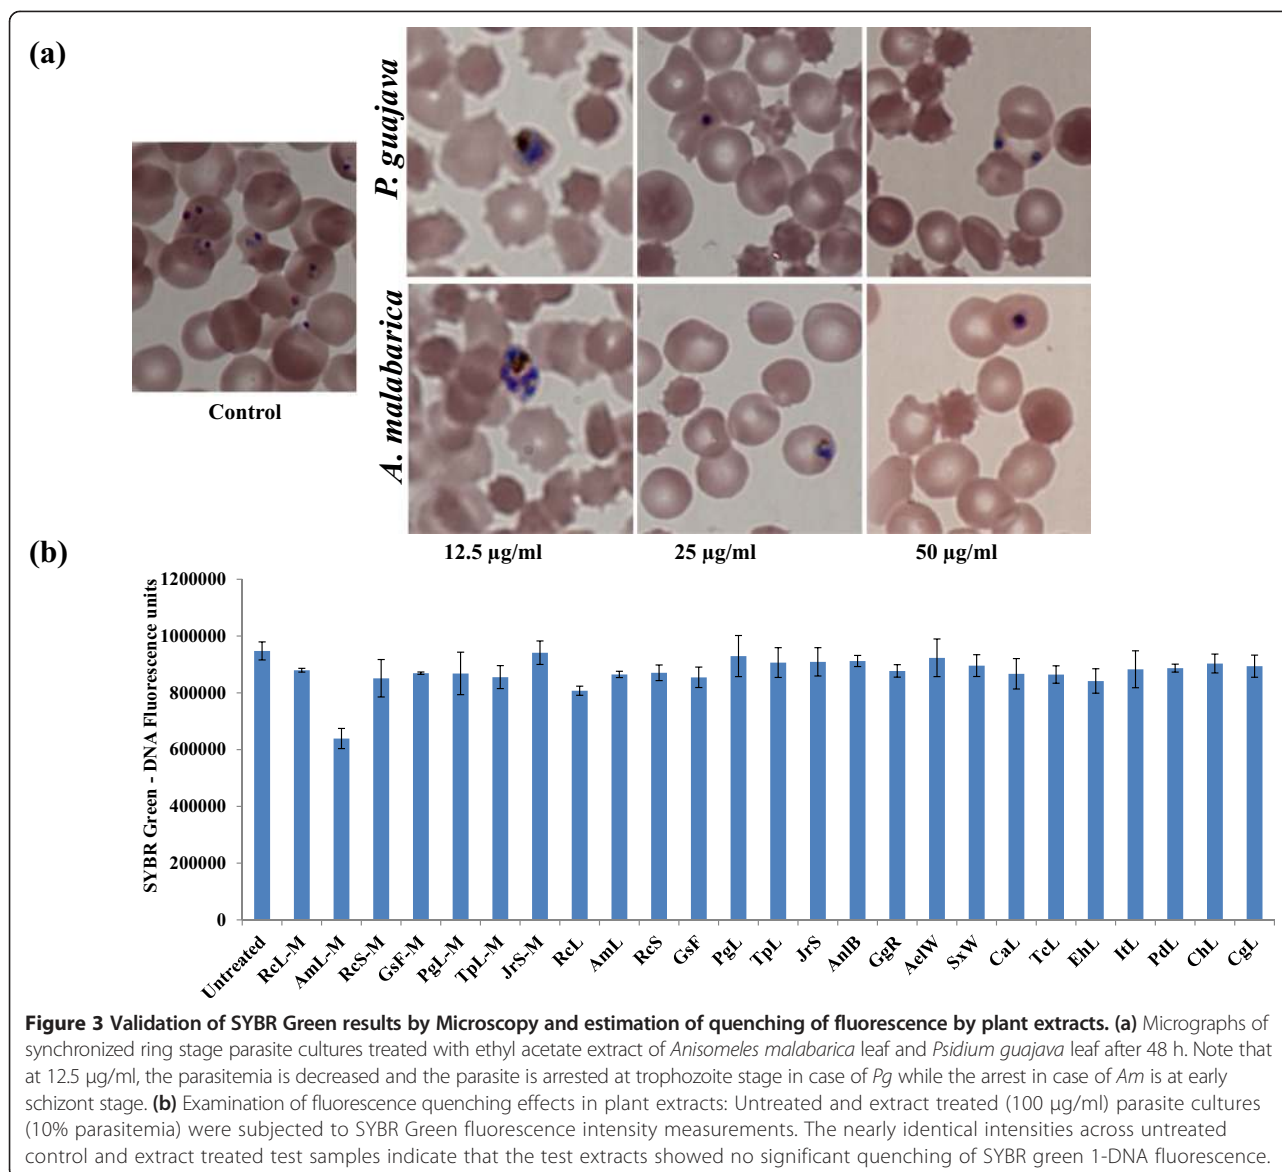 (a)
P. guajava
A. malabarica
Control
12.5 µg/ml
25 µg/ml
50 µg/ml
(b)
SYBR Green - DNA Fluorescence units
1200000
1000000
800000
600000
400000
200000
0
Untreated
RcL-M
AmL-M
RcS-M
GsF-M
PgL-M
TpL-M
JrS-M
RcL
AmL
RcS
GsF
PgL
TpL
JrS
AnlB
GgR
AelW
SxW
CaL
TcL
EhL
ItL
PdL
ChL
CgL
Figure 3 Validation of SYBR Green results by Microscopy and estimation of quenching of fluorescence by plant extracts. (a) Micrographs of
synchronized ring stage parasite cultures treated with ethyl acetate extract of Anisomeles malabarica leaf and Psidium guajava leaf after 48 h. Note that
at 12.5 µg/ml, the parasitemia is decreased and the parasite is arrested at trophozoite stage in case of Pg while the arrest in case of Am is at early
schizont stage. (b) Examination of fluorescence quenching effects in plant extracts: Untreated and extract treated (100 µg/ml) parasite cultures
(10% parasitemia) were subjected to SYBR Green fluorescence intensity measurements. The nearly identical intensities across untreated
control and extract treated test samples indicate that the test extracts showed no significant quenching of SYBR green 1-DNA fluorescence.